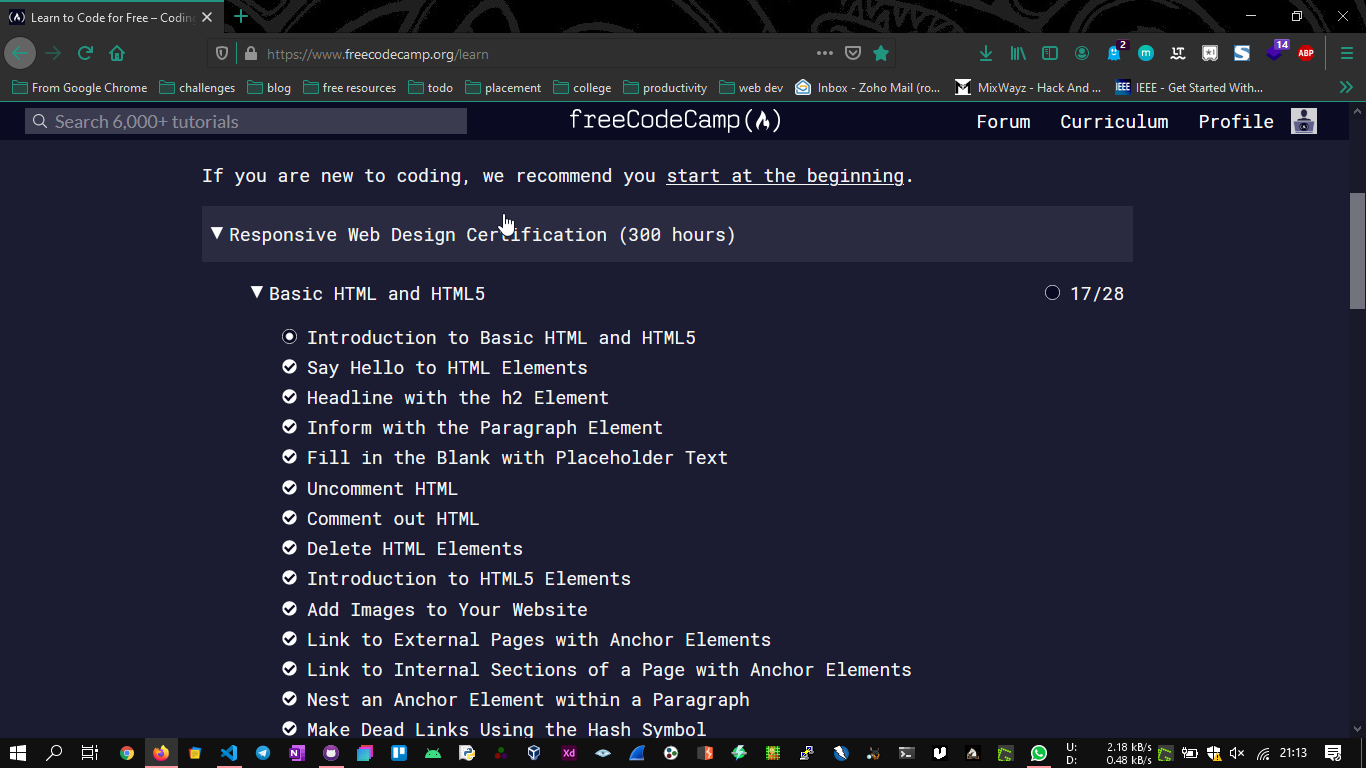 Learn to Code for Free – Coding
https://www.freecodecamp.org/learn
2
14
ABP
From Google Chrome challenges blog free resources todo placement college productivity web dev Inbox - Zoho Mail (ro... MixWayz - Hack And ... IEEE IEEE - Get Started With...
Search 6,000+ tutorials freeCodeCamp Forum Curriculum Profile
If you are new to coding, we recommend you start at the beginning.
Responsive Web Design Certification (300 hours)
Basic HTML and HTML5 17/28
Introduction to Basic HTML and HTML5
Say Hello to HTML Elements
Headline with the h2 Element
Inform with the Paragraph Element
Fill in the Blank with Placeholder Text
Uncomment HTML
Comment out HTML
Delete HTML Elements
Introduction to HTML5 Elements
Add Images to Your Website
Link to External Pages with Anchor Elements
Link to Internal Sections of a Page with Anchor Elements
Nest an Anchor Element within a Paragraph
Make Dead Links Using the Hash Symbol
Xd
U: 2.18 kB/s
D: 0.48 kB/s
21:13